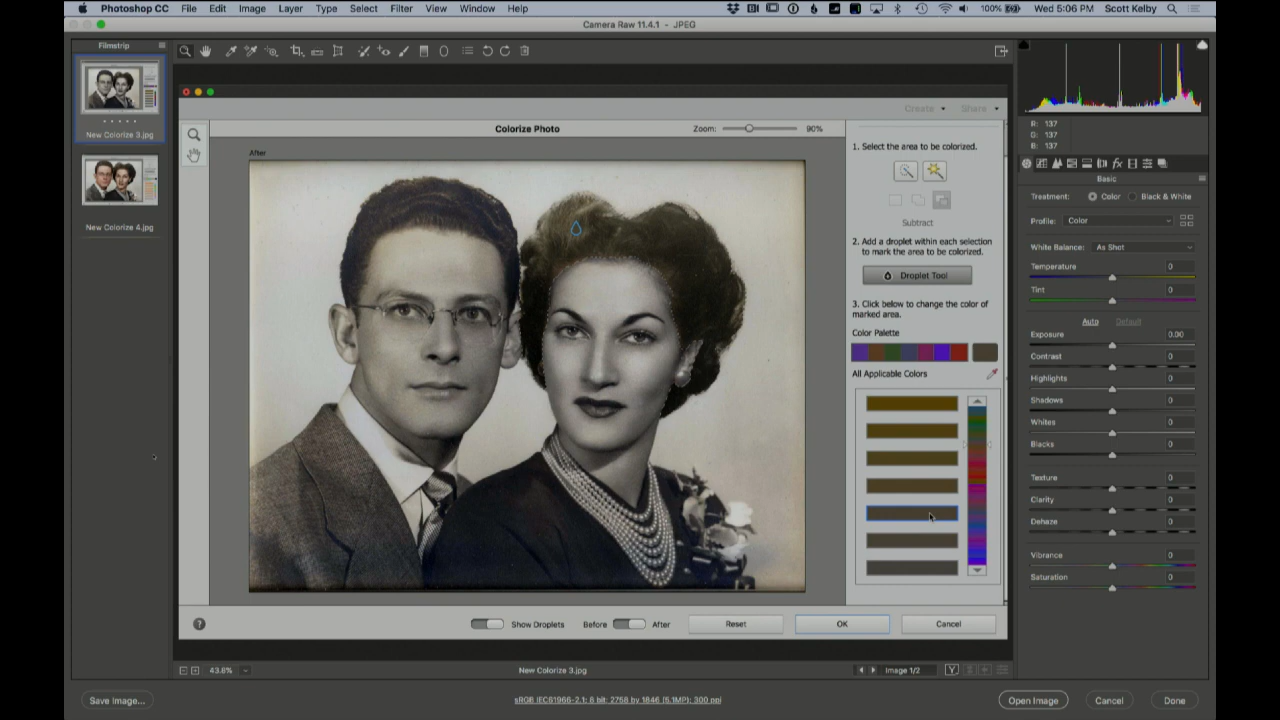 Photoshop CC File Edit Image Layer Type Select Filter View Window Help 100% Wed 5:06 PM Scott Kelby
Camera Raw 11.4.1 - JPEG
Filmstrip
New Colorize 3.jpg
New Colorize 4.jpg
Create Share
Colorize Photo Zoom: 90%
After
1. Select the area to be colorized.
Subtract
2. Add a droplet within each selection
to mark the area to be colorized.
Droplet Tool
3. Click below to change the color of
marked area.
Color Palette
All Applicable Colors
? Show Droplets Before After Reset OK Cancel
43.8% New Colorize 3.jpg Image 1/2 Y
R: 137
G: 137
B: 137
fx
Basic
Treatment: Color Black & White
Profile: Color
White Balance: As Shot
Temperature 0
Tint 0
Auto Default
Exposure 0.00
Contrast 0
Highlights 0
Shadows 0
Whites 0
Blacks 0
Texture 0
Clarity 0
Dehaze 0
Vibrance 0
Saturation 0
Save Image... sRGB IEC61966-2.1; 8 bit; 2758 by 1846 (5.1MP); 300 ppi Open Image Cancel Done